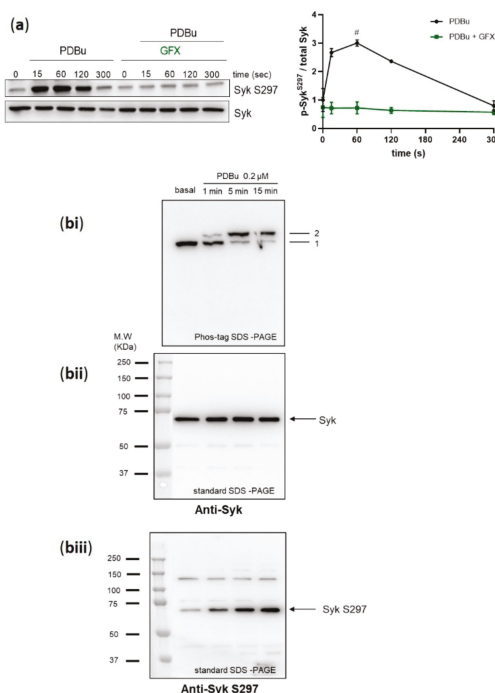 (a)
PDBu
PDBu
GFX
0 15 60 120 300 0 15 60 120 300 time (sec)
Syk S297
Syk
p-Syk^S297 / total Syk
4
3
2
1
0
0 60 120 300
time (s)
#
PDBu
PDBu + GFX
(bi)
PDBu 0.2 µM
basal 1 min 5 min 15 min
2
1
Phos-tag SDS -PAGE
(bii)
M.W
(KDa)
250
150
100
75
50
37
Syk
standard SDS -PAGE
Anti-Syk
(biii)
250
150
100
75
50
37
Syk S297
standard SDS -PAGE
Anti-Syk S297